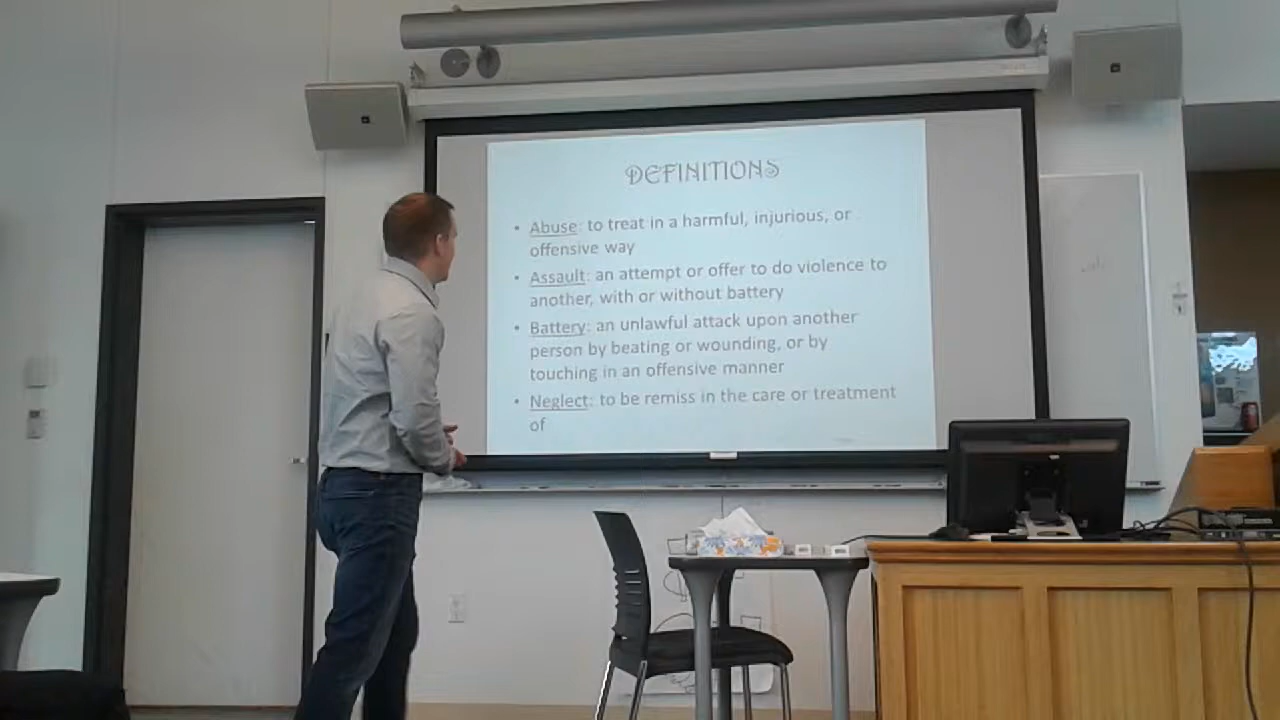 DEFINITIONS
• Abuse: to treat in a harmful, injurious, or
offensive way
• Assault: an attempt or offer to do violence to
another, with or without battery
• Battery: an unlawful attack upon another
person by beating or wounding, or by
touching in an offensive manner
• Neglect: to be remiss in the care or treatment
of